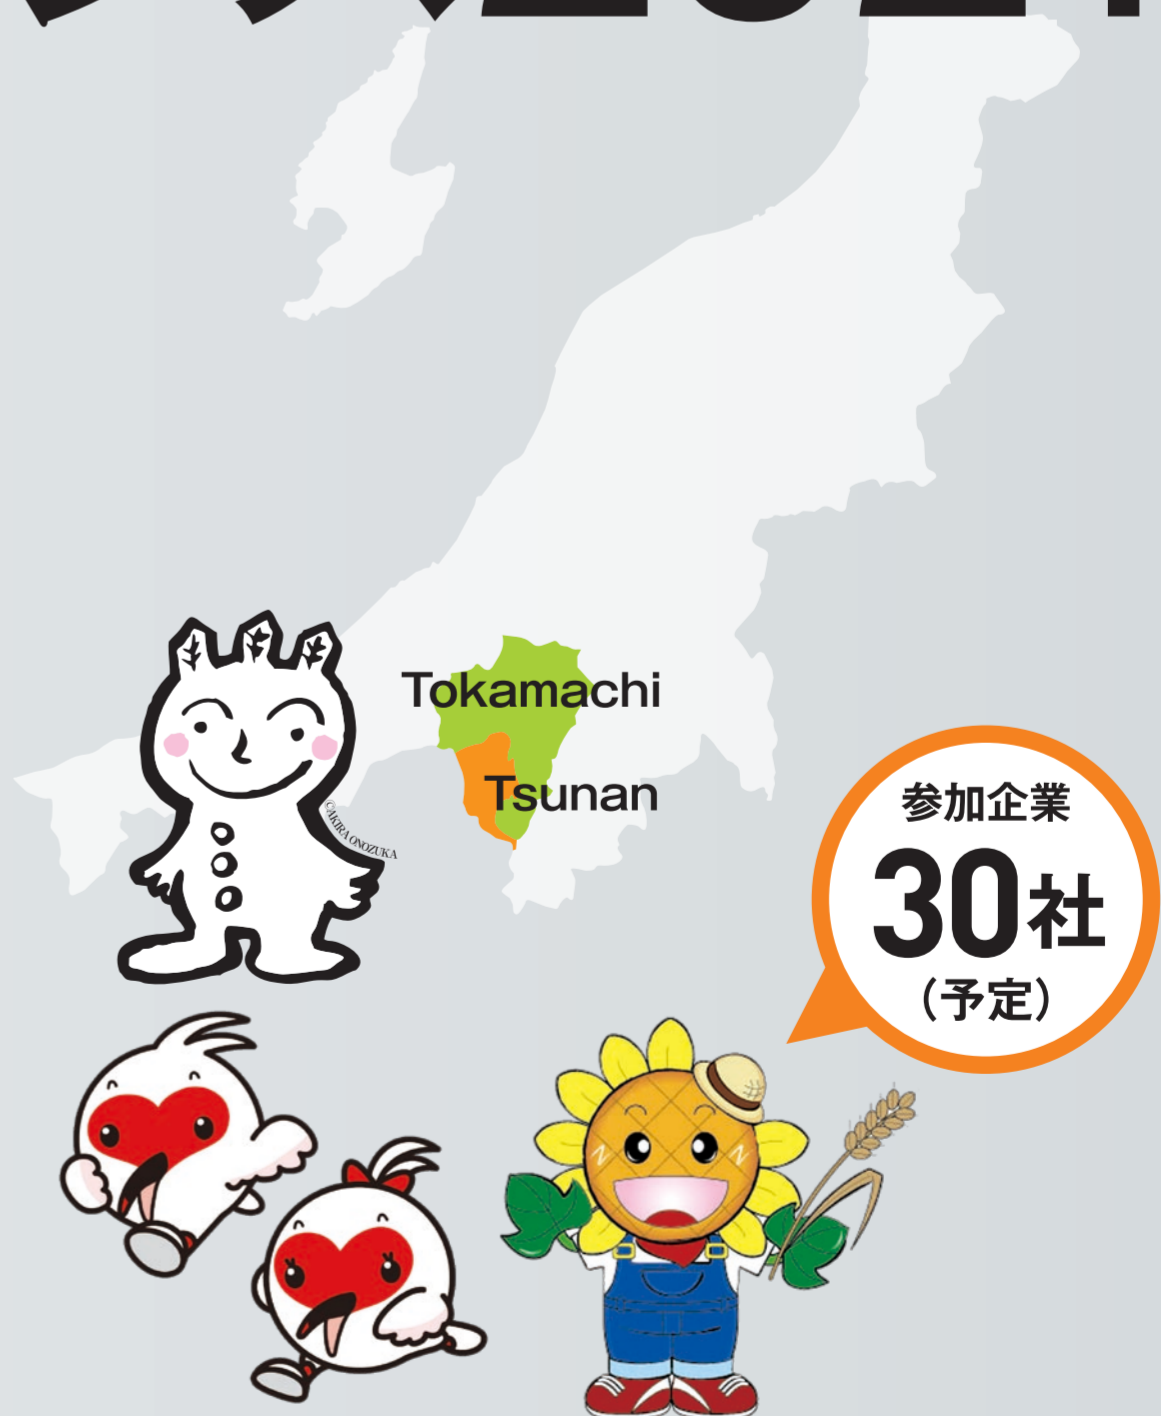 Tokamachi
Tsunan
©AKIRA ONOZUKA
参加企業
30社
(予定)
N N